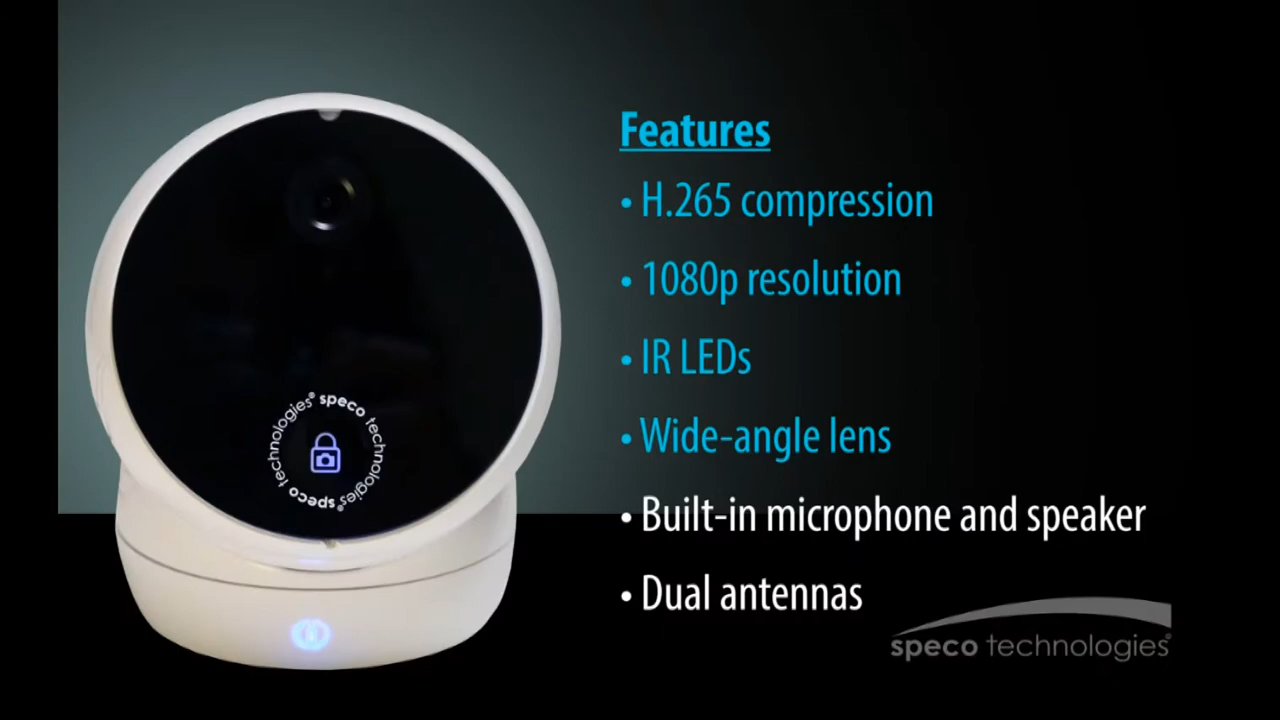 Features
• H.265 compression
• 1080p resolution
• IR LEDs
• Wide-angle lens
• Built-in microphone and speaker
• Dual antennas
speco technologies®
speco technologies®
speco technologies®